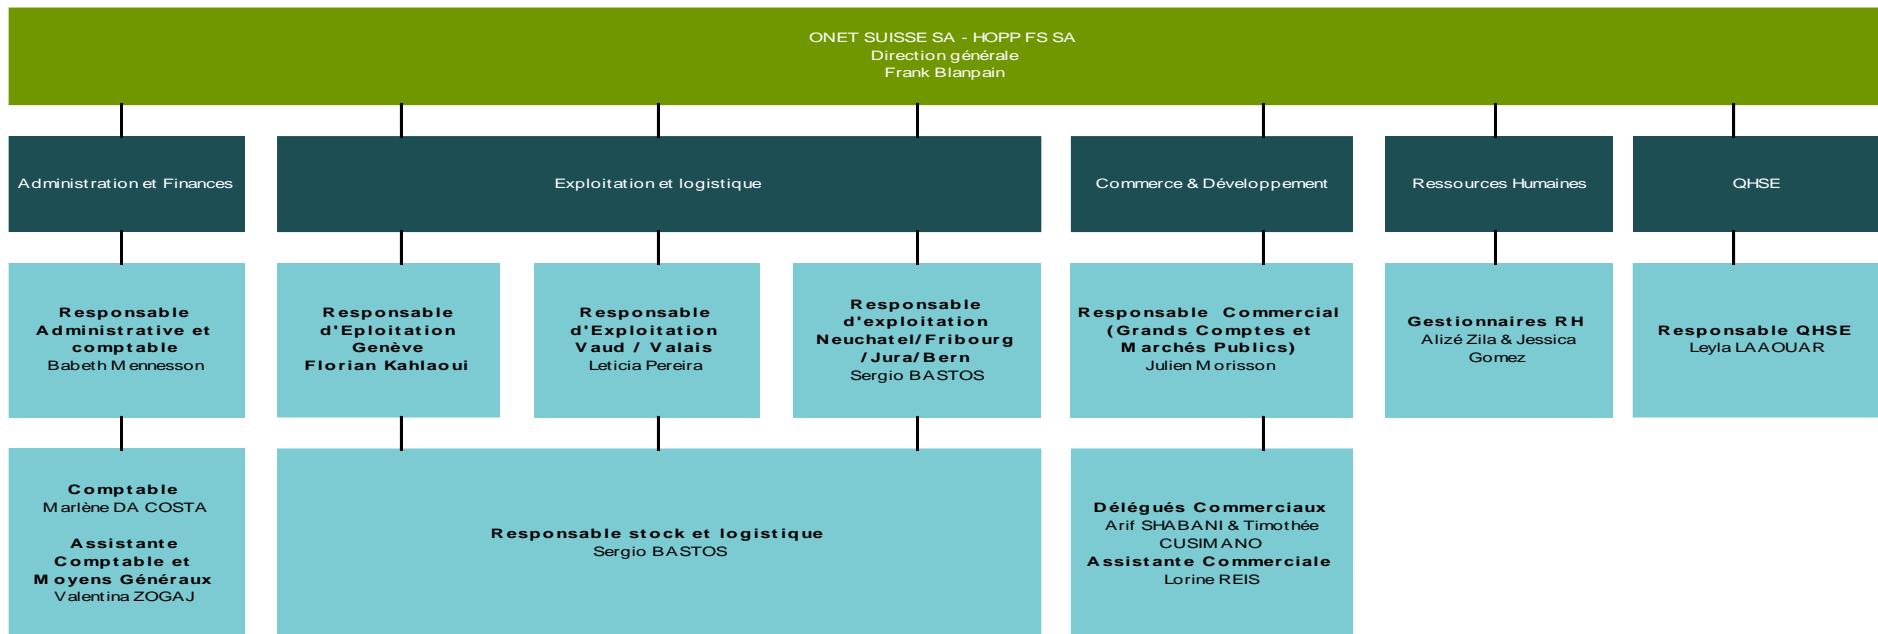 ONET SUISSE SA - HOPP FS SA
Direction générale
Frank Blanpain
Administration et Finances
Exploitation et logistique
Commerce & Développement
Ressources Humaines
QHSE
Responsable
Administrative et
comptable
Babeth Mennesson
Responsable
d'Eploitation
Genève
Florian Kahlaoui
Responsable
d'Exploitation
Vaud / Valais
Leticia Pereira
Responsable
d'exploitation
Neuchatel/Fribourg
/Jura/Bern
Sergio BASTOS
Responsable Commercial
(Grands Comptes et
Marchés Publics)
Julien Morisson
Gestionnaires RH
Alizé Zila & Jessica
Gomez
Responsable QHSE
Leyla LAAOUAR
Comptable
Marlène DA COSTA
Assistante
Comptable et
Moyens Généraux
Valentina ZOGAJ
Responsable stock et logistique
Sergio BASTOS
Délégués Commerciaux
Arif SHABANI & Timothée
CUSIMANO
Assistante Commerciale
Lorine REIS